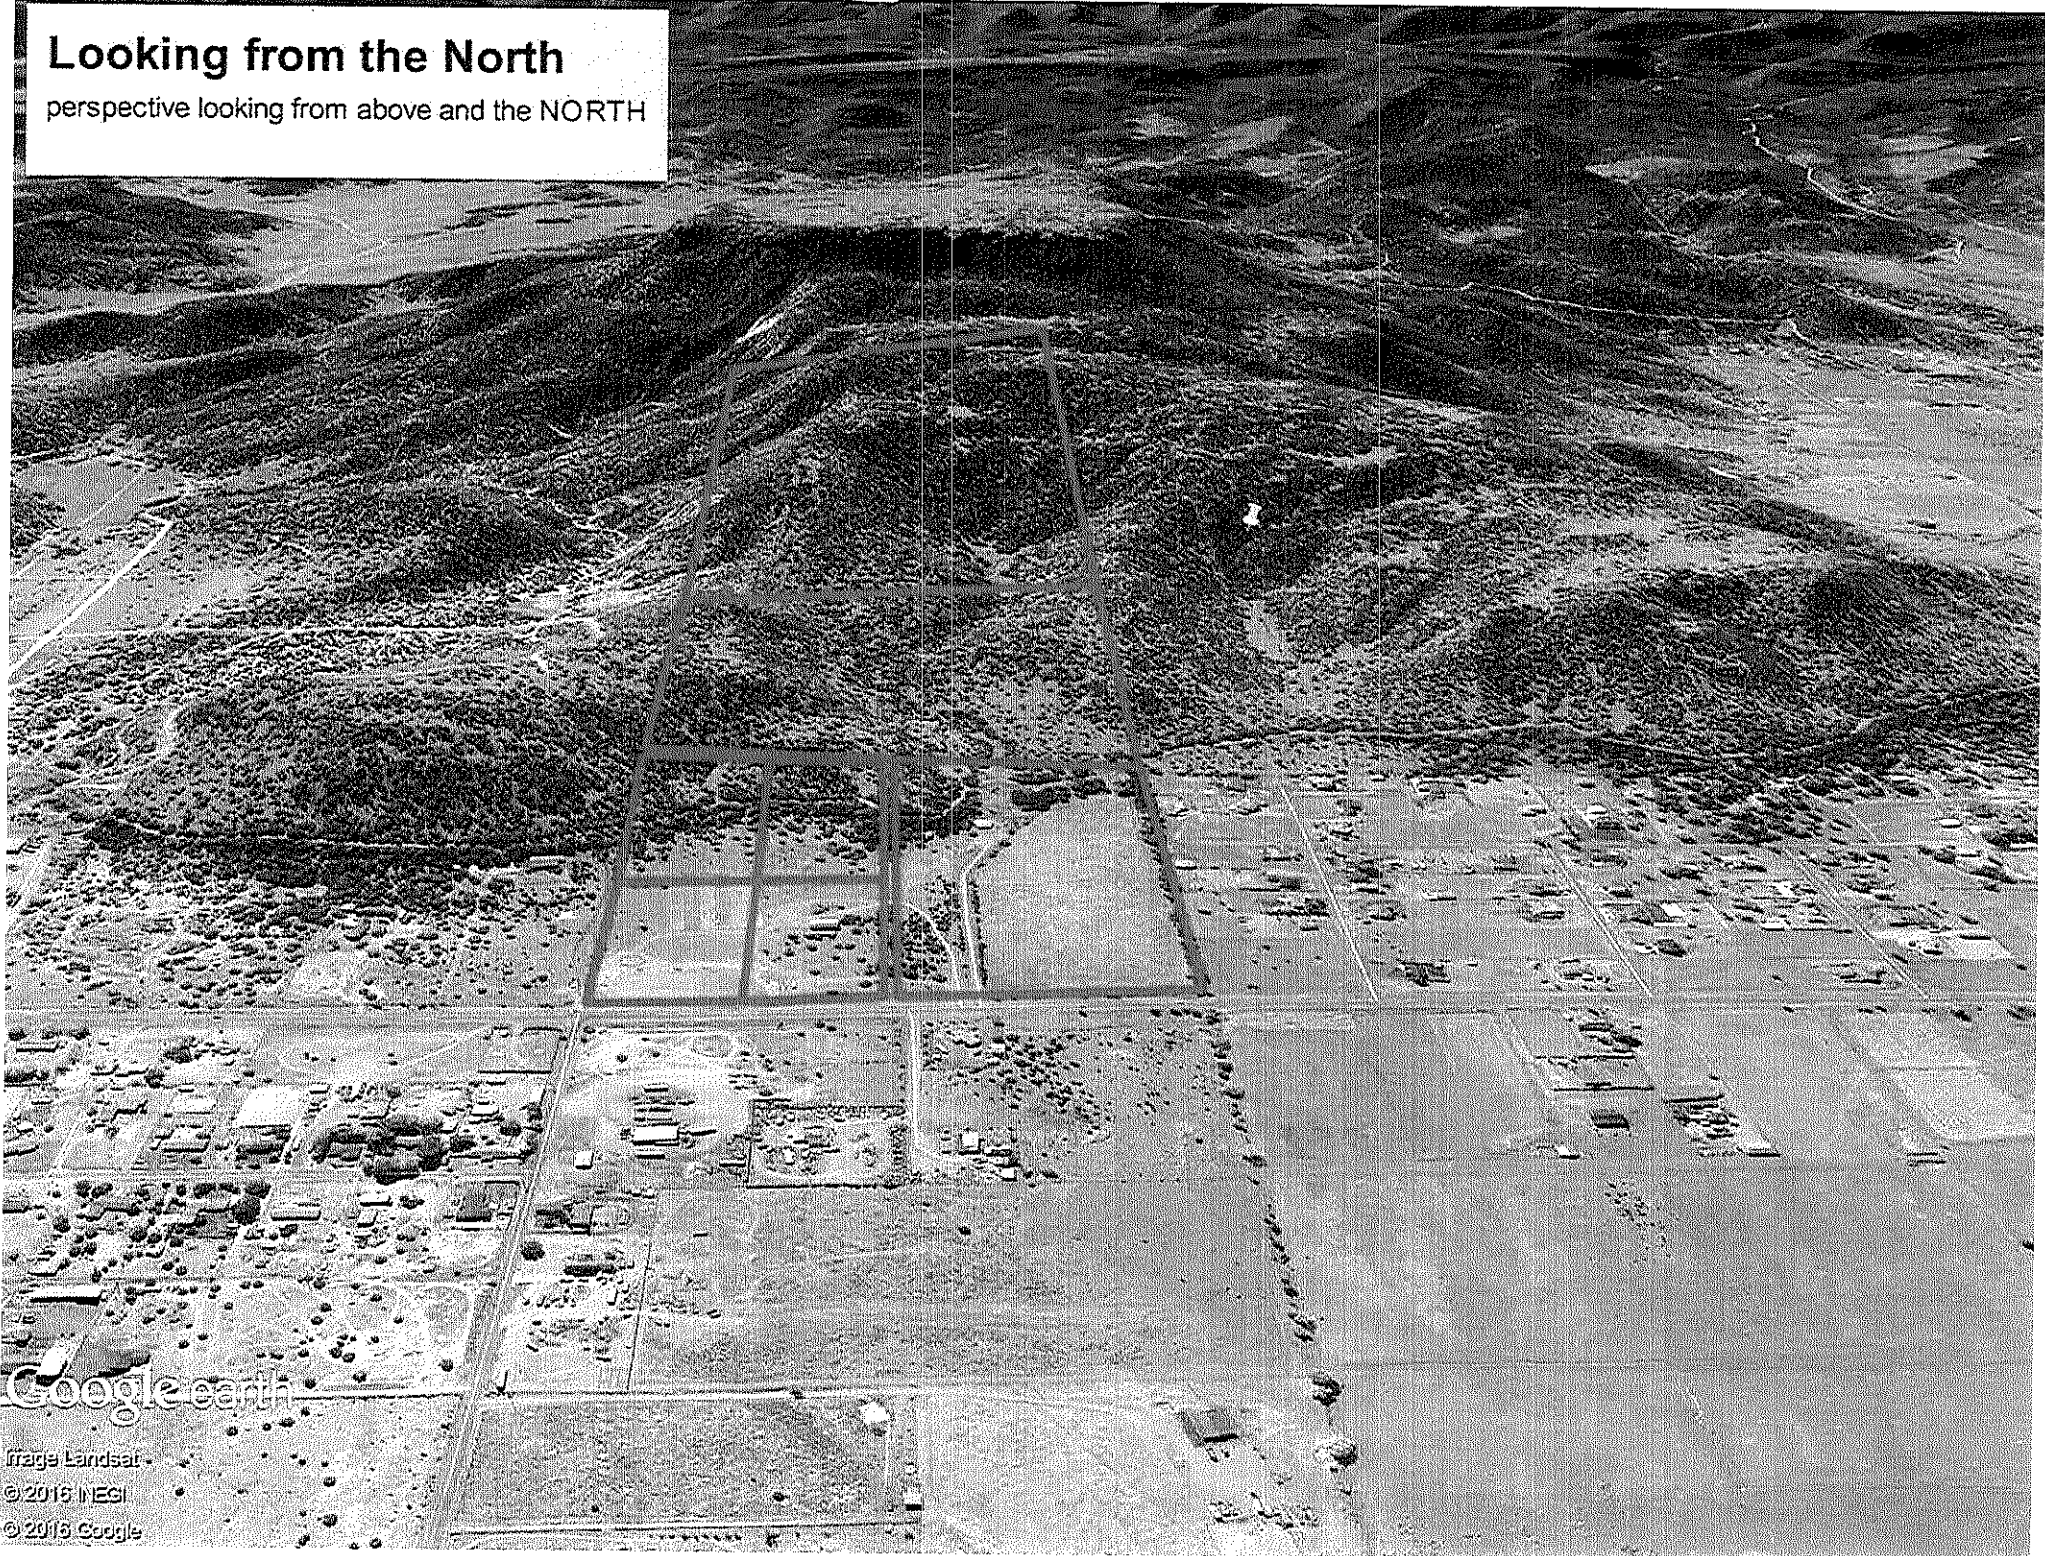 Looking from the North
perspective looking from above and the NORTH
Google earth
Image Landsat
© 2016 INEGI
© 2016 Google